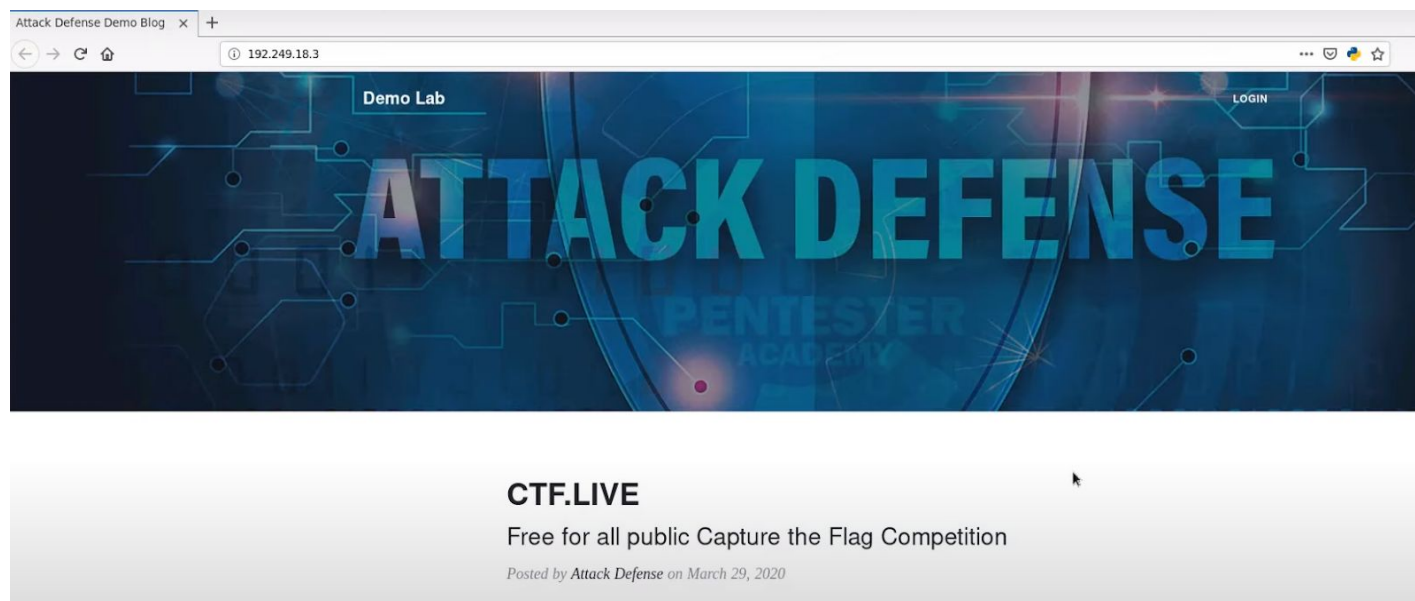 Attack Defense Demo Blog
192.249.18.3
Demo Lab
LOGIN
ATTACK DEFENSE
PENTESTER
ACADEMY
CTF.LIVE
Free for all public Capture the Flag Competition
Posted by Attack Defense on March 29, 2020